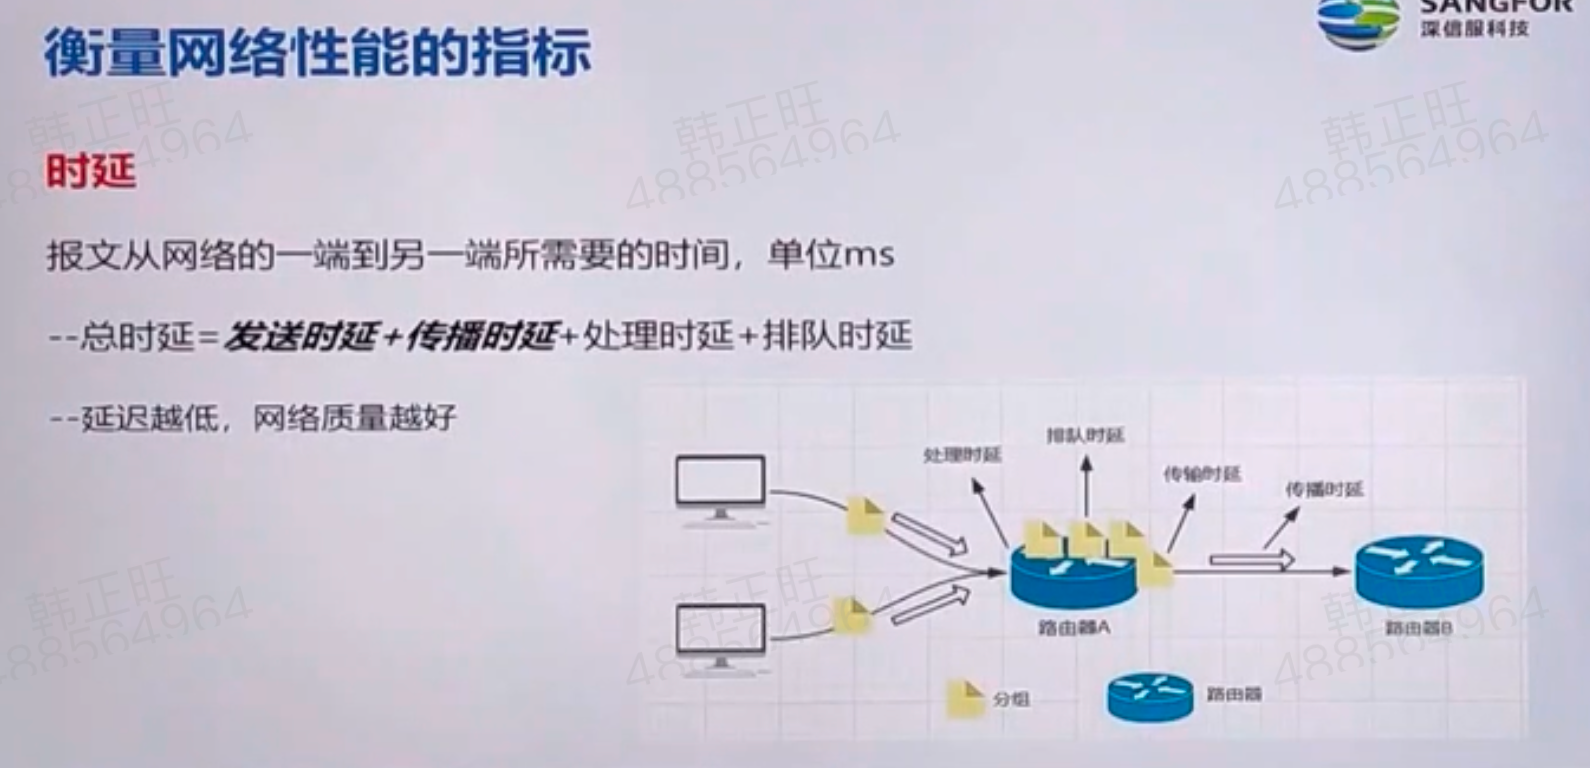 SANGFOR
深信服科技
衡量网络性能的指标
时延
报文从网络的一端到另一端所需要的时间，单位ms
--总时延=发送时延+传播时延+处理时延+排队时延
--延迟越低，网络质量越好
排队时延
处理时延
传输时延
传播时延
路由器A
路由器B
分组
路由器
韩正旺
488564964
韩正旺
488564964
韩正旺
488564964
韩正旺
488564964
韩正旺
488564964
韩正旺
488564964